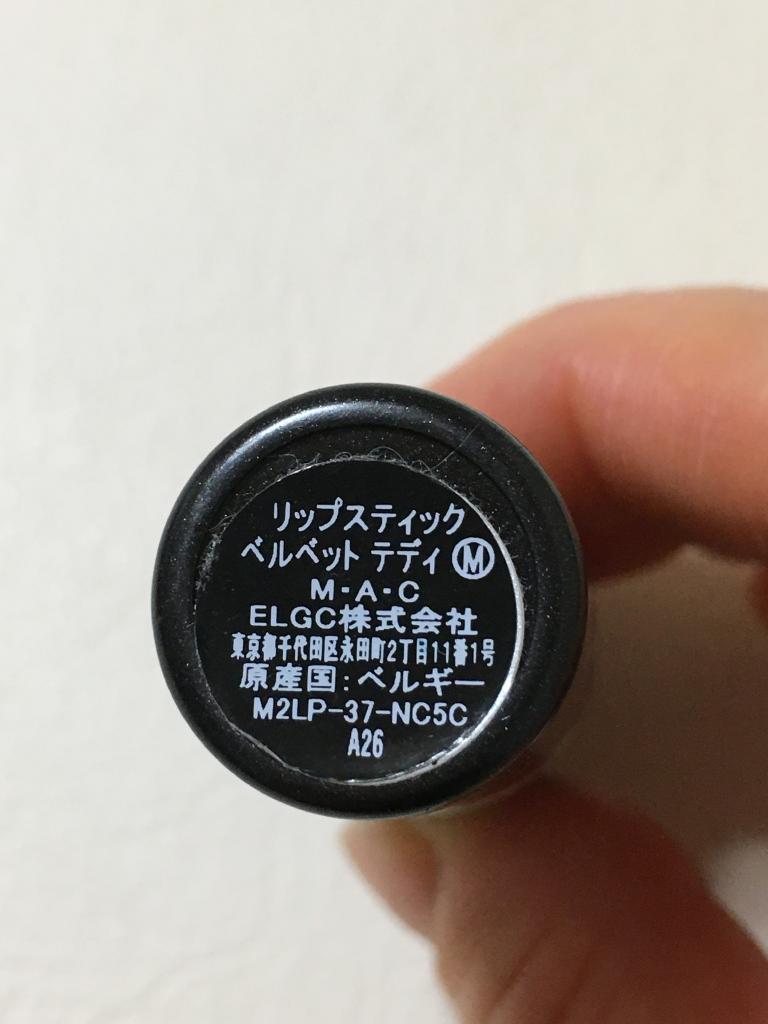 リップスティック
ベルベット テディ Ⓜ
M・A・C
ELGC株式会社
東京都千代田区永田町2丁目11番1号
原産国:ベルギー
M2LP-37-NC5C
A26